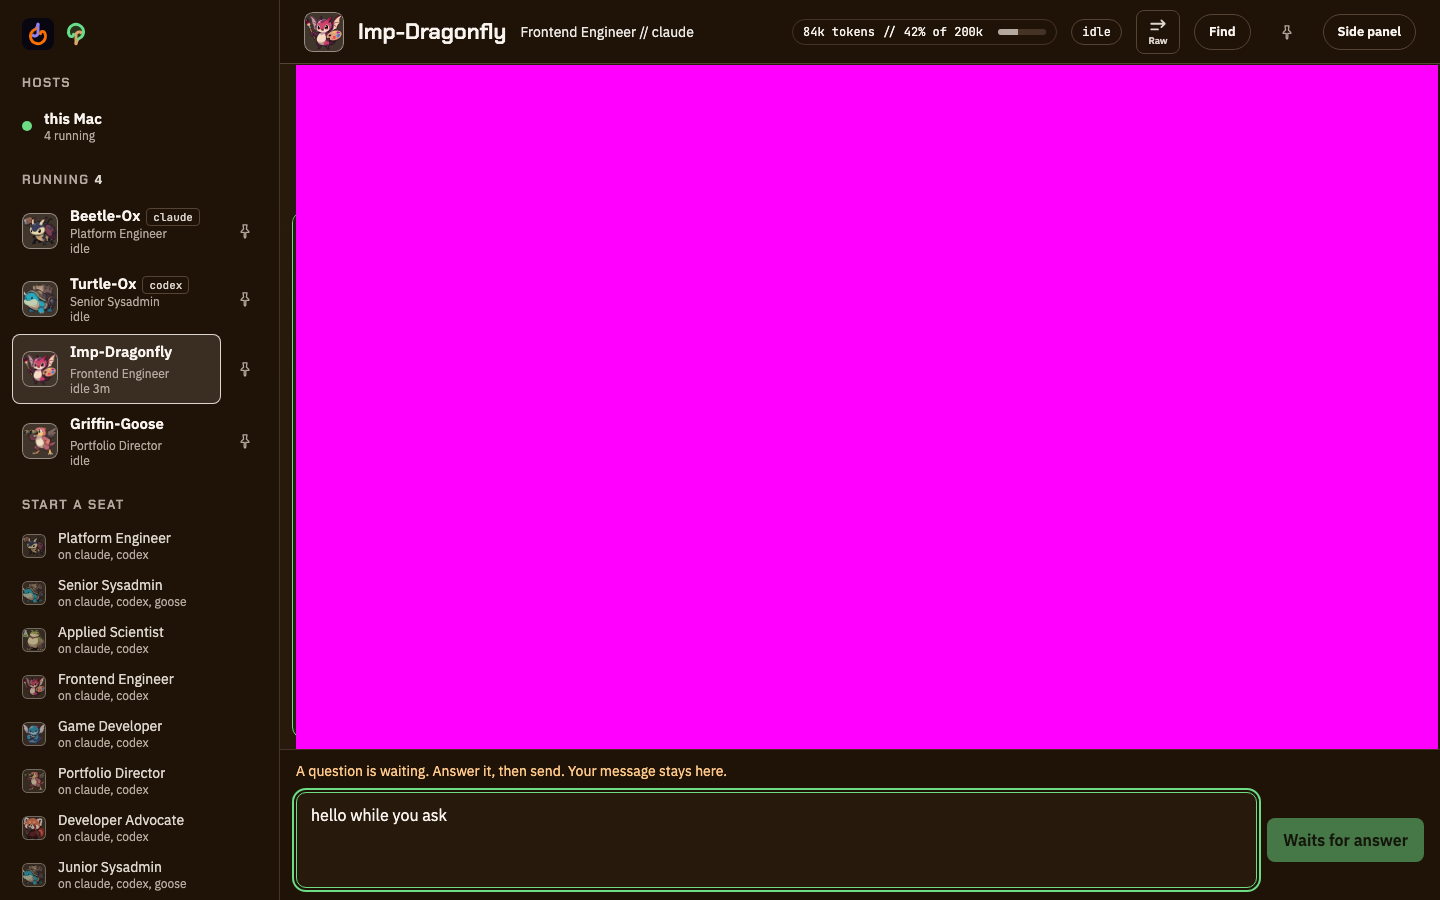 HOSTS
this Mac
4 running
RUNNING 4
Beetle-Ox claude
Platform Engineer
idle
Turtle-Ox codex
Senior Sysadmin
idle
Imp-Dragonfly
Frontend Engineer
idle 3m
Griffin-Goose
Portfolio Director
idle
START A SEAT
Platform Engineer
on claude, codex
Senior Sysadmin
on claude, codex, goose
Applied Scientist
on claude, codex
Frontend Engineer
on claude, codex
Game Developer
on claude, codex
Portfolio Director
on claude, codex
Developer Advocate
on claude, codex
Junior Sysadmin
on claude, codex, goose
Imp-Dragonfly Frontend Engineer // claude 84k tokens // 42% of 200k idle Raw Find Side panel
A question is waiting. Answer it, then send. Your message stays here.
hello while you ask
Waits for answer